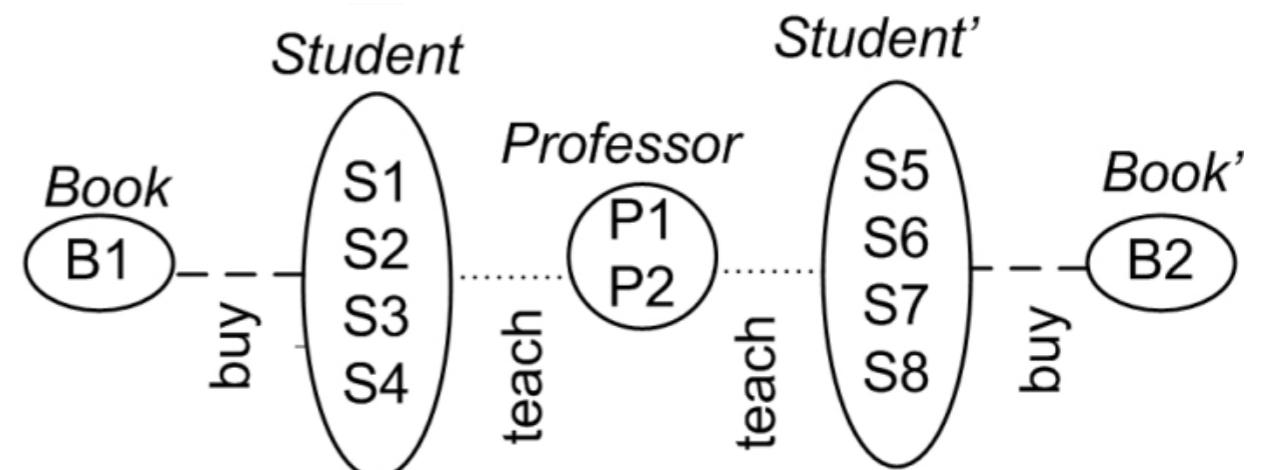 Student
Student’
Professor
Book
Book’
S1
S2
S3
S4
P1
P2
S5
S6
S7
S8
B1
B2
buy
teach
teach
buy